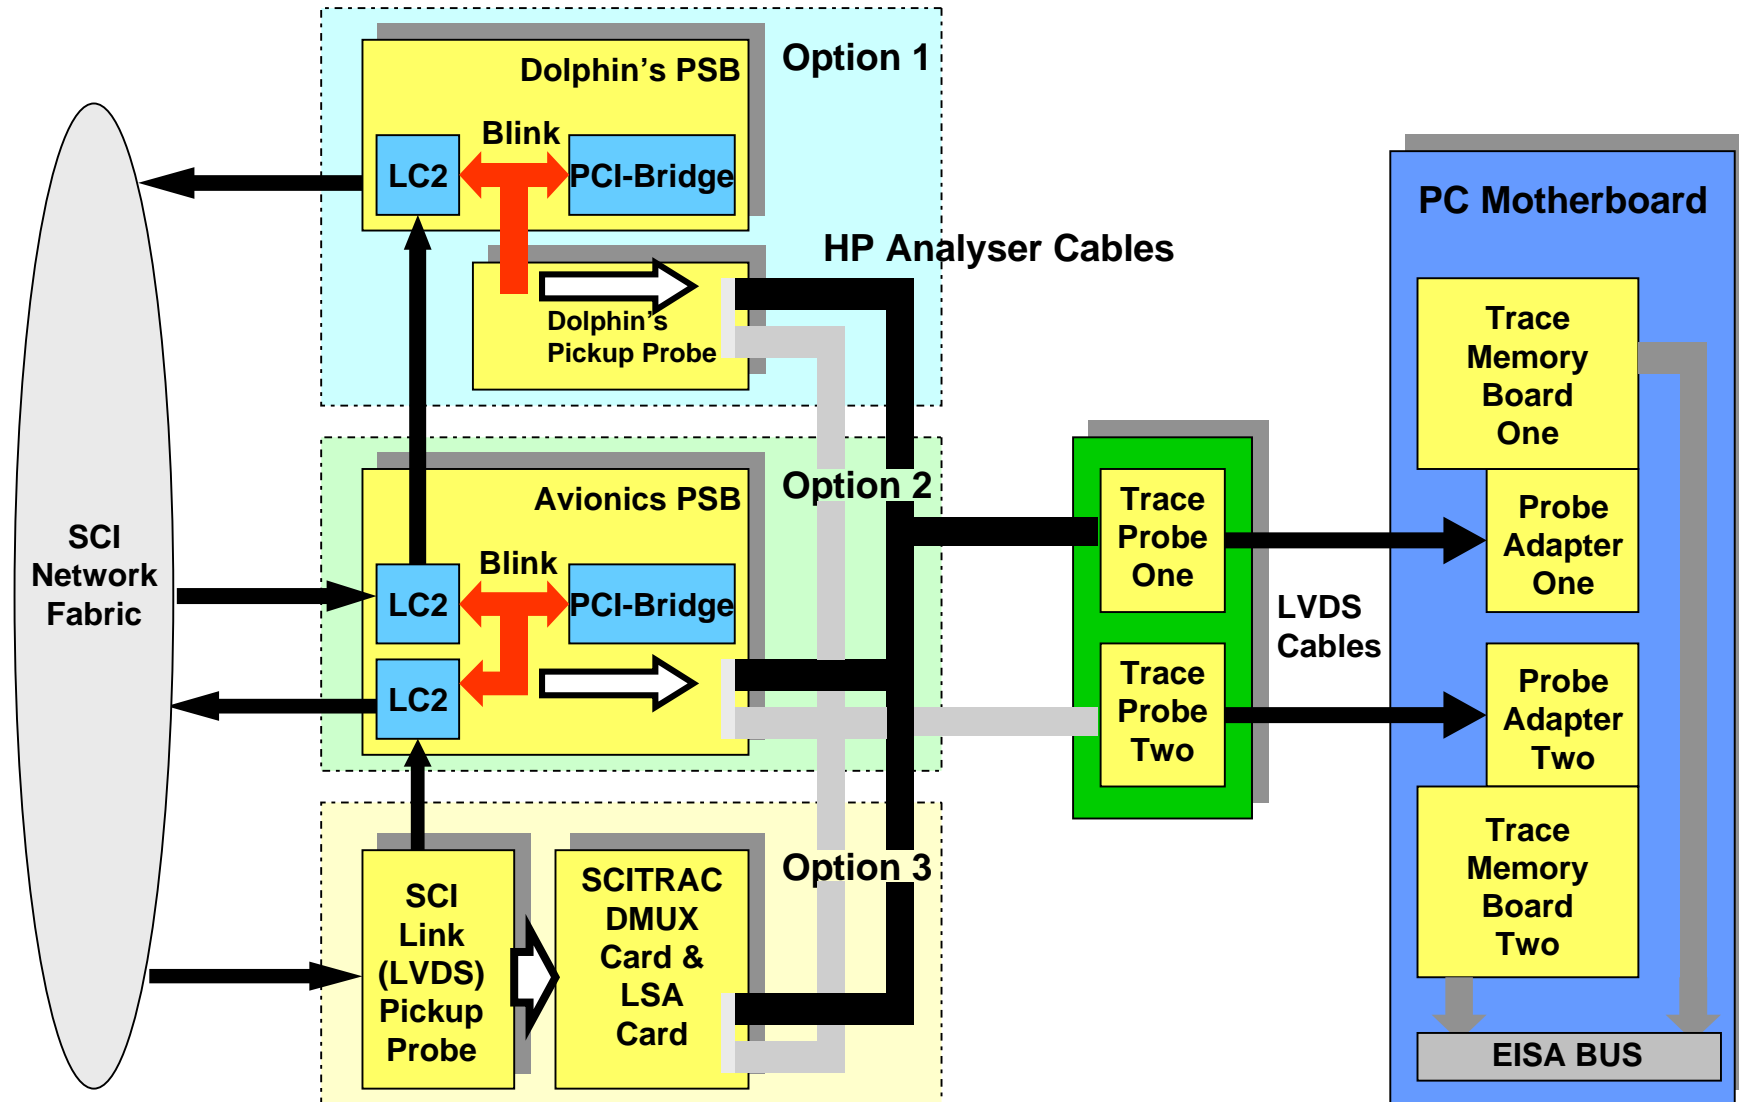 SCI
Network
Fabric
Option 1
Dolphin's PSB
Blink
LC2
PCI-Bridge
HP Analyser Cables
Dolphin's
Pickup Probe
Option 2
Avionics PSB
Blink
LC2
PCI-Bridge
LC2
Option 3
SCI
Link
(LVDS)
Pickup
Probe
SCITRAC
DMUX
Card &
LSA
Card
Trace
Probe
One
Trace
Probe
Two
LVDS
Cables
PC Motherboard
Trace
Memory
Board
One
Probe
Adapter
One
Probe
Adapter
Two
Trace
Memory
Board
Two
EISA BUS